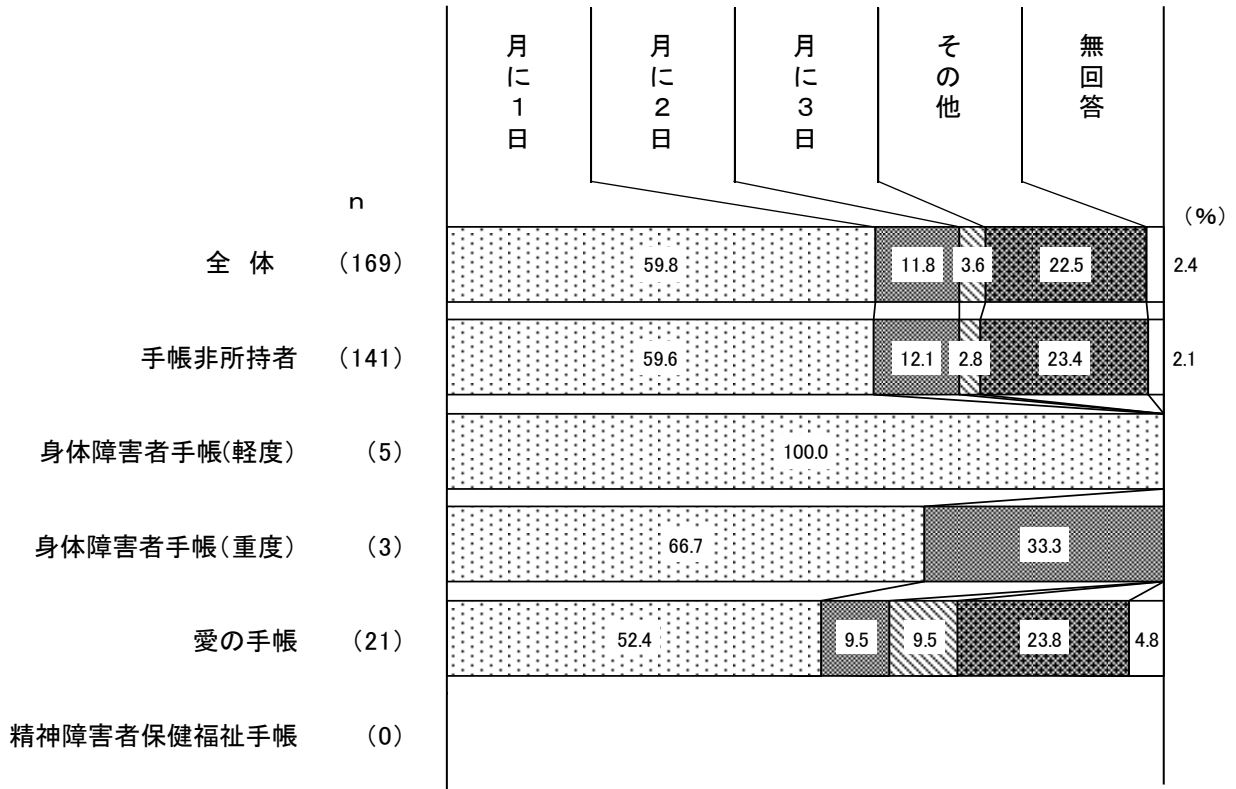 月に１日
月に２日
月に３日
その他
無回答
ｎ
（％）
全 体 （169） 59.8 11.8 3.6 22.5 2.4
手帳非所持者 （141） 59.6 12.1 2.8 23.4 2.1
身体障害者手帳（軽度） （5） 100.0
身体障害者手帳（重度） （3） 66.7 33.3
愛の手帳 （21） 52.4 9.5 9.5 23.8 4.8
精神障害者保健福祉手帳 （0）